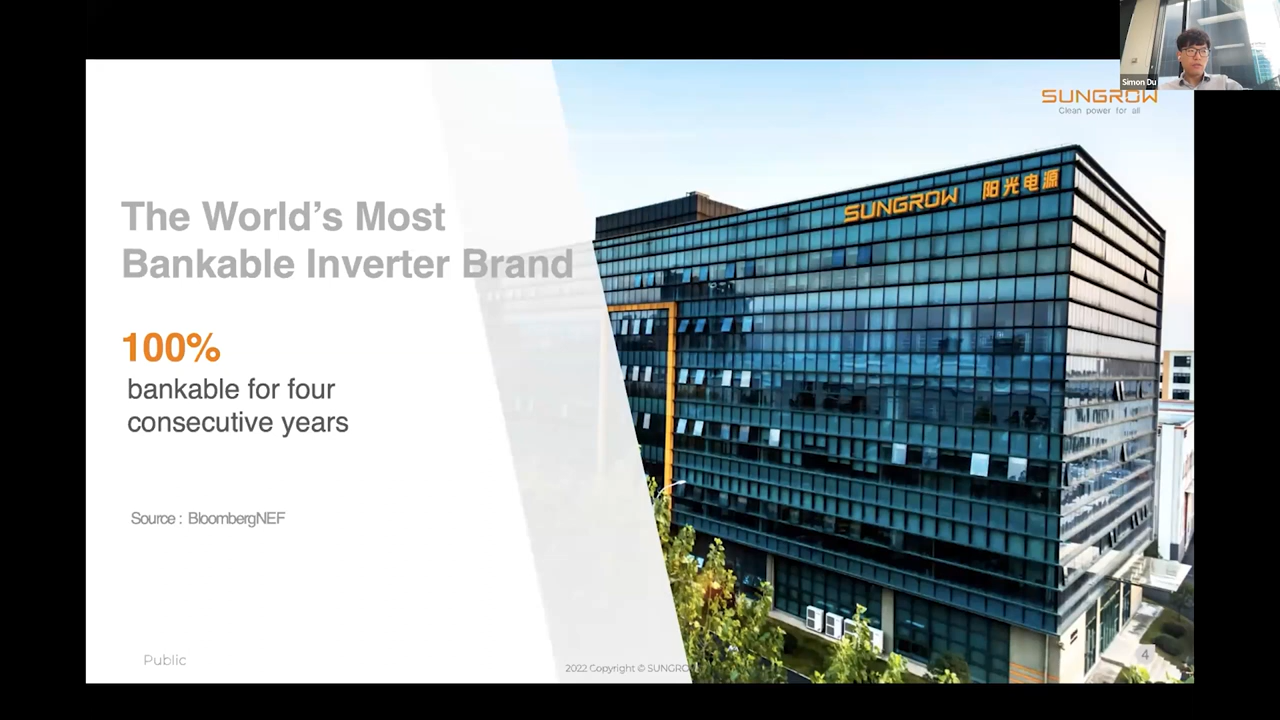 Simon Du
SUNGROW
Clean power for all
SUNGROW 阳光电源
The World's Most
Bankable Inverter Brand
100%
bankable for four
consecutive years
Source : BloombergNEF
Public
2022 Copyright © SUNGROW
4